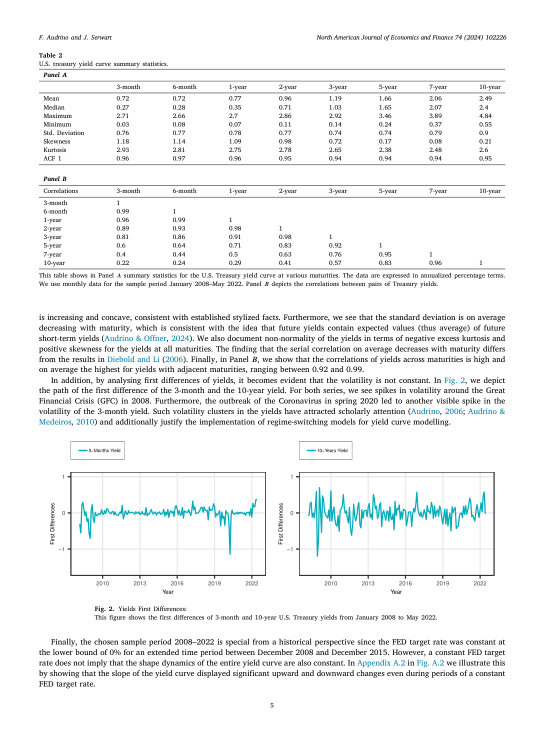 F. Audrino and J. Serwart
North American Journal of Economics and Finance 74 (2024) 102226
Table 2
U.S. treasury yield curve summary statistics.
Panel A
3-month 6-month 1-year 2-year 3-year 5-year 7-year 10-year
Mean 0.72 0.72 0.77 0.96 1.19 1.66 2.06 2.49
Median 0.27 0.28 0.35 0.71 1.03 1.65 2.07 2.4
Maximum 2.71 2.66 2.7 2.86 2.92 3.46 3.89 4.84
Minimum 0.03 0.08 0.07 0.11 0.14 0.24 0.37 0.55
Std. Deviation 0.76 0.77 0.78 0.77 0.74 0.74 0.79 0.9
Skewness 1.18 1.14 1.09 0.98 0.72 0.17 0.08 0.21
Kurtosis 2.93 2.81 2.75 2.78 2.65 2.38 2.48 2.6
ACF 1 0.96 0.97 0.96 0.95 0.94 0.94 0.94 0.95
Panel B
Correlations 3-month 6-month 1-year 2-year 3-year 5-year 7-year 10-year
3-month 1
6-month 0.99 1
1-year 0.96 0.99 1
2-year 0.89 0.93 0.98 1
3-year 0.81 0.86 0.91 0.98 1
5-year 0.6 0.64 0.71 0.83 0.92 1
7-year 0.4 0.44 0.5 0.63 0.76 0.95 1
10-year 0.22 0.24 0.29 0.41 0.57 0.83 0.96 1
This table shows in Panel A summary statistics for the U.S. Treasury yield curve at various maturities. The data are expressed in annualized percentage terms.
We use monthly data for the sample period January 2008–May 2022. Panel B depicts the correlations between pairs of Treasury yields.
is increasing and concave, consistent with established stylized facts. Furthermore, we see that the standard deviation is on average
decreasing with maturity, which is consistent with the idea that future yields contain expected values (thus average) of future
short-term yields (Audrino & Offner, 2024). We also document non-normality of the yields in terms of negative excess kurtosis and
positive skewness for the yields at all maturities. The finding that the serial correlation on average decreases with maturity differs
from the results in Diebold and Li (2006). Finally, in Panel B, we show that the correlations of yields across maturities is high and
on average the highest for yields with adjacent maturities, ranging between 0.92 and 0.99.
In addition, by analysing first differences of yields, it becomes evident that the volatility is not constant. In Fig. 2, we depict
the path of the first difference of the 3-month and the 10-year yield. For both series, we see spikes in volatility around the Great
Financial Crisis (GFC) in 2008. Furthermore, the outbreak of the Coronavirus in spring 2020 led to another visible spike in the
volatility of the 3-month yield. Such volatility clusters in the yields have attracted scholarly attention (Audrino, 2006; Audrino &
Medeiros, 2010) and additionally justify the implementation of regime-switching models for yield curve modelling.
3-Months Yield
1
0
−1
First Differences
2010 2013 2016 2019 2022
Year
10-Years Yield
1
0
−1
First Differences
2010 2013 2016 2019 2022
Year
Fig. 2. Yields First Differences:
This figure shows the first differences of 3-month and 10-year U.S. Treasury yields from January 2008 to May 2022.
Finally, the chosen sample period 2008–2022 is special from a historical perspective since the FED target rate was constant at
the lower bound of 0% for an extended time period between December 2008 and December 2015. However, a constant FED target
rate does not imply that the shape dynamics of the entire yield curve are also constant. In Appendix A.2 in Fig. A.2 we illustrate this
by showing that the slope of the yield curve displayed significant upward and downward changes even during periods of a constant
FED target rate.
5